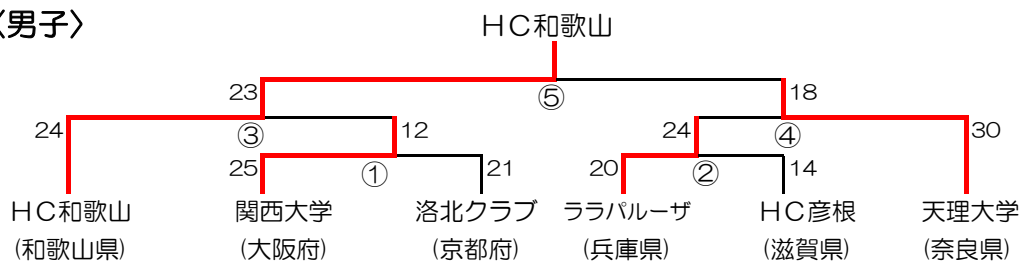 〈男子〉
HC和歌山
23 ⑤ 18
24 ③ 12 24 ④ 30
25 ① 21 20 ② 14
HC和歌山 関西大学 洛北クラブ ララパルーザ HC彦根 天理大学
(和歌山県) (大阪府) (京都府) (兵庫県) (滋賀県) (奈良県)